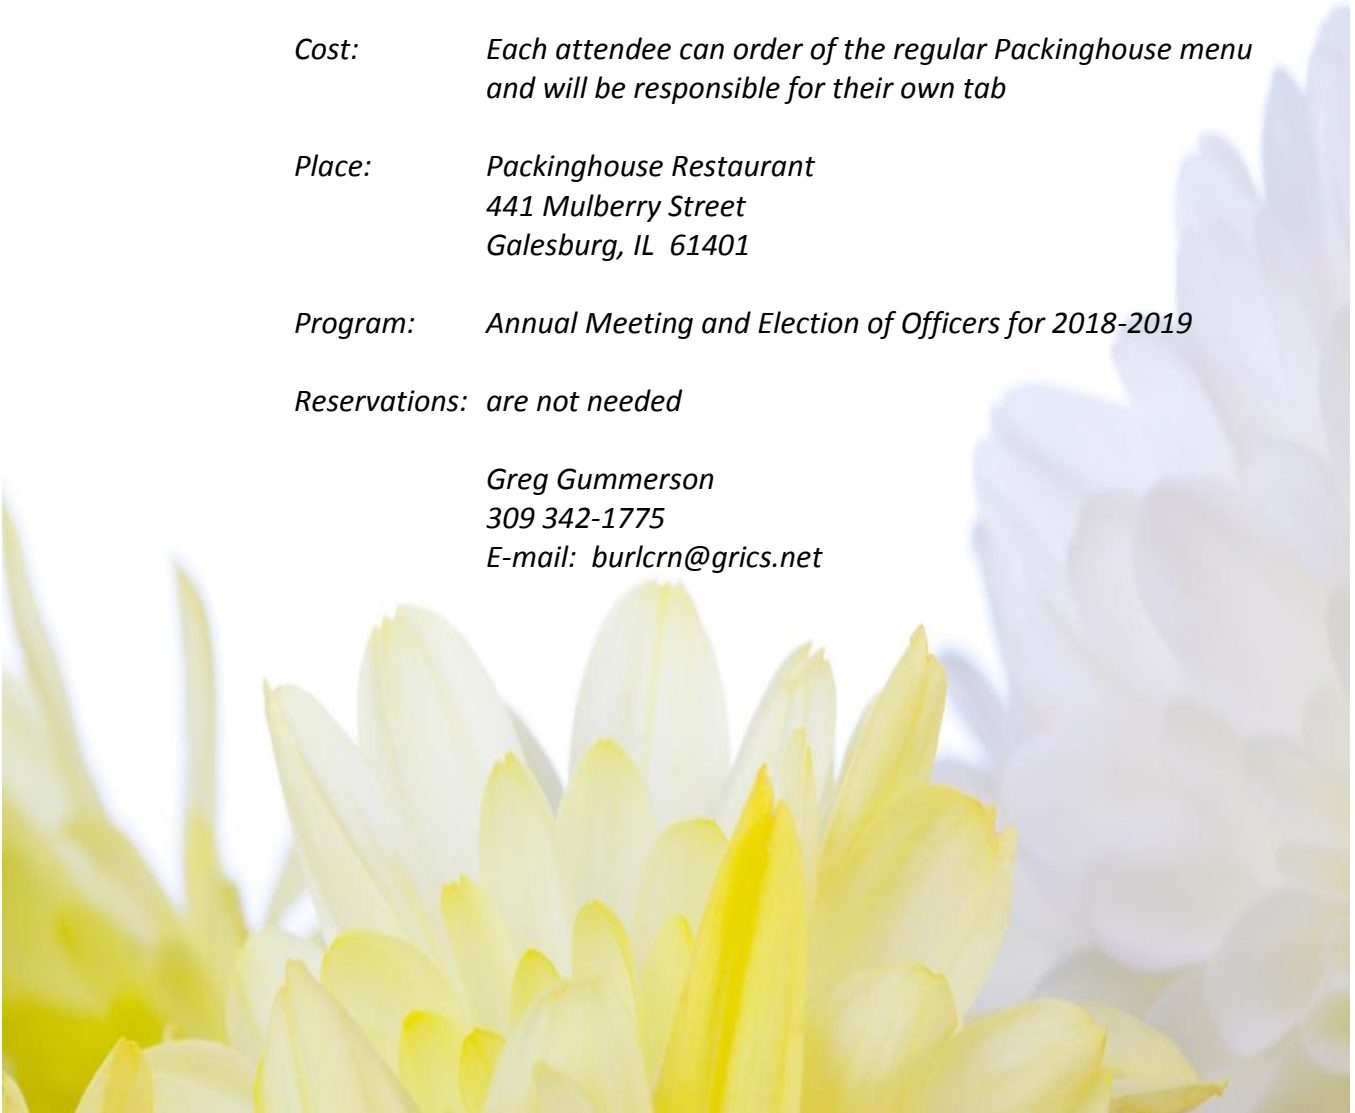 Cost: Each attendee can order of the regular Packinghouse menu
and will be responsible for their own tab
Place: Packinghouse Restaurant
441 Mulberry Street
Galesburg, IL  61401
Program: Annual Meeting and Election of Officers for 2018-2019
Reservations: are not needed
Greg Gummerson
309 342-1775
E-mail:  burlcrn@grics.net